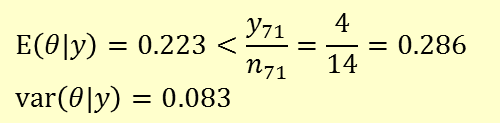 E(θ|y) = 0.223 < y₇₁/n₇₁ = 4/14 = 0.286
var(θ|y) = 0.083